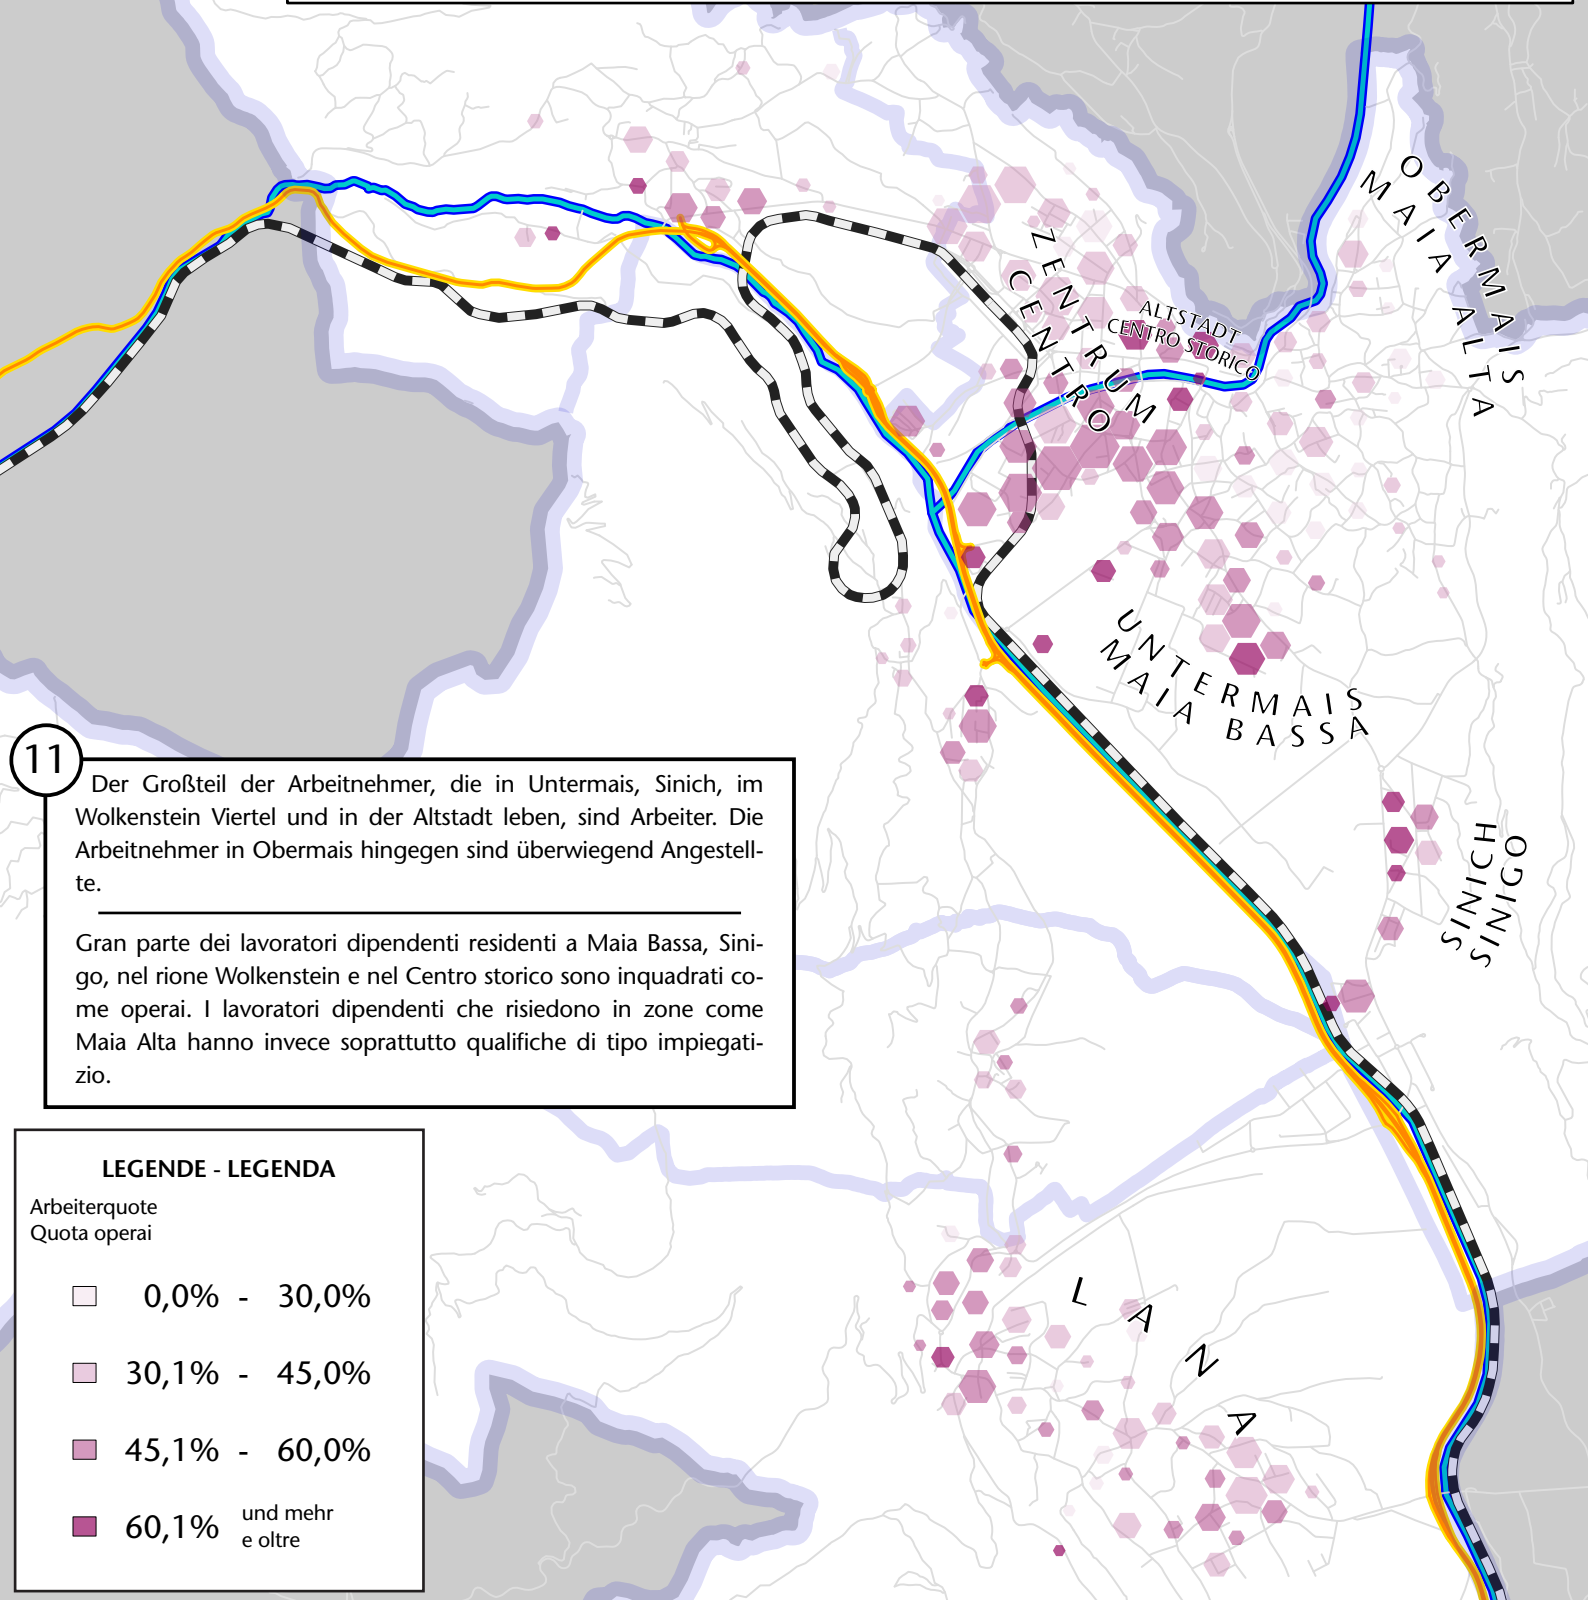 OBERMAIS
MAIA ALTA
ZENTRUM
CENTRO
ALTSTADT
CENTRO STORICO
UNTERMAIS
MAIA BASSA
11
Der Großteil der Arbeitnehmer, die in Untermais, Sinich, im
Wolkenstein Viertel und in der Altstadt leben, sind Arbeiter. Die
Arbeitnehmer in Obermais hingegen sind überwiegend Angestell-
te.
Gran parte dei lavoratori dipendenti residenti a Maia Bassa, Sini-
go, nel rione Wolkenstein e nel Centro storico sono inquadrati co-
me operai. I lavoratori dipendenti che risiedono in zone come
Maia Alta hanno invece soprattutto qualifiche di tipo impiegati-
zio.
SINICH
SINIGO
LEGENDE - LEGENDA
Arbeiterquote
Quota operai
0,0% - 30,0%
30,1% - 45,0%
45,1% - 60,0%
60,1% und mehr
e oltre
LANA